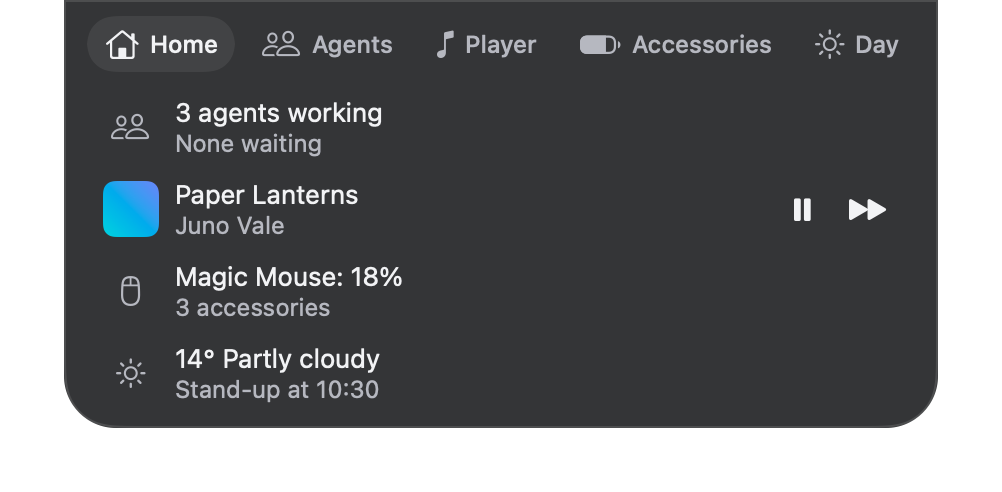 Home Agents Player Accessories Day
3 agents working
None waiting
Paper Lanterns
Juno Vale
Magic Mouse: 18%
3 accessories
14° Partly cloudy
Stand-up at 10:30